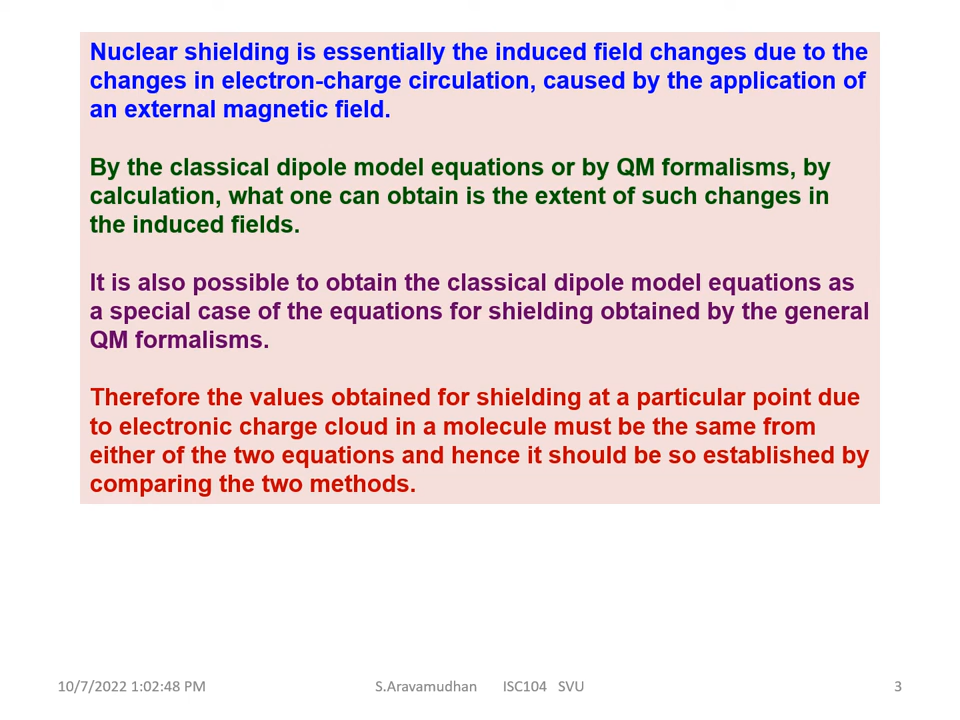 Nuclear shielding is essentially the induced field changes due to the
changes in electron-charge circulation, caused by the application of
an external magnetic field.
By the classical dipole model equations or by QM formalisms, by
calculation, what one can obtain is the extent of such changes in
the induced fields.
It is also possible to obtain the classical dipole model equations as
a special case of the equations for shielding obtained by the general
QM formalisms.
Therefore the values obtained for shielding at a particular point due
to electronic charge cloud in a molecule must be the same from
either of the two equations and hence it should be so established by
comparing the two methods.
10/7/2022 1:02:48 PM S.Aravamudhan ISC104 SVU 3